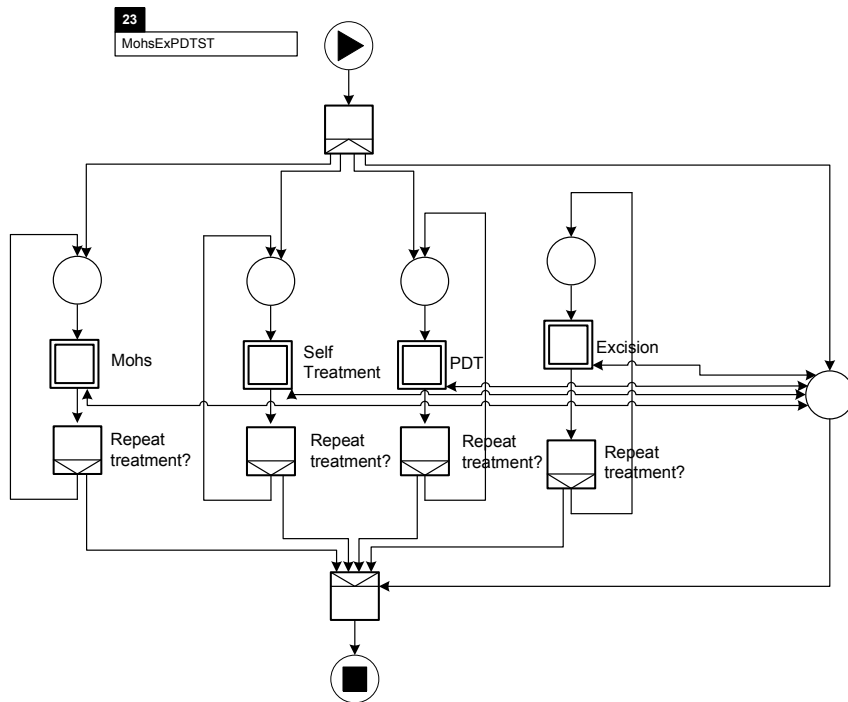 23
MohsExPDTST
Mohs
Self
Treatment
PDT
Excision
Repeat
treatment?
Repeat
treatment?
Repeat
treatment?
Repeat
treatment?